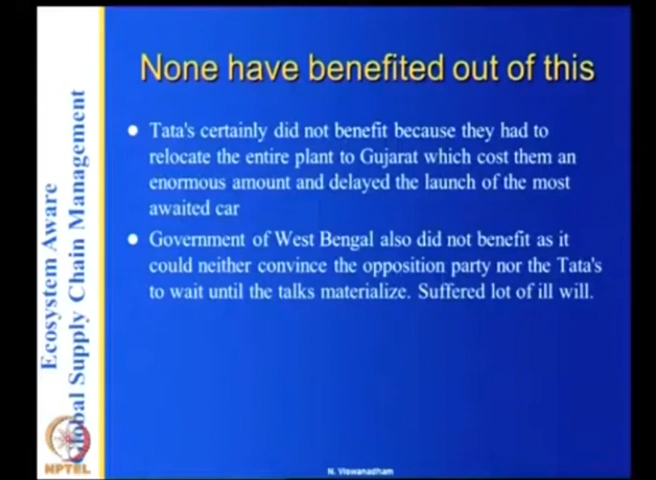 None have benefited out of this
Tata's certainly did not benefit because they had to
relocate the entire plant to Gujarat which cost them an
enormous amount and delayed the launch of the most
awaited car
Government of West Bengal also did not benefit as it
could neither convince the opposition party nor the Tata's
to wait until the talks materialize. Suffered lot of ill will.
Ecosystem Aware
Global Supply Chain Management
NPTEL
N. Viswanadham